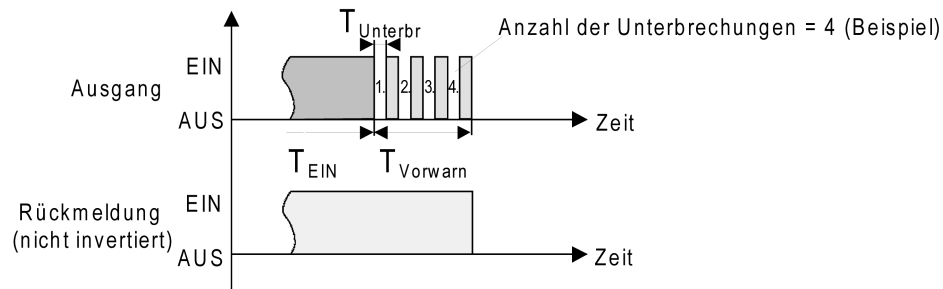 T Unterbr
Anzahl der Unterbrechungen = 4 (Beispiel)
EIN
Ausgang
1. 2. 3. 4.
AUS
Zeit
T EIN
T Vorwarn
EIN
Rückmeldung
(nicht invertiert)
AUS
Zeit